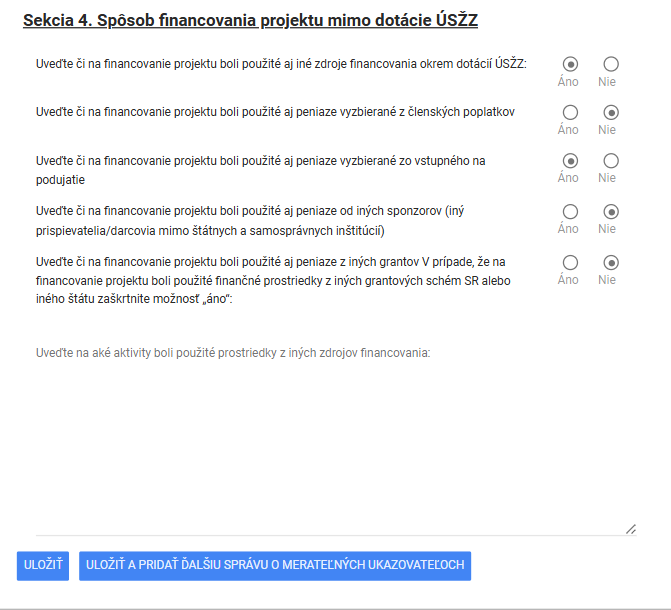 Sekcia 4. Spôsob financovania projektu mimo dotácie ÚSŽZ
Uveďte či na financovanie projektu boli použité aj iné zdroje financovania okrem dotácií ÚSŽZ:
Áno Nie
Uveďte či na financovanie projektu boli použité aj peniaze vyzbierané z členských poplatkov
Áno Nie
Uveďte či na financovanie projektu boli použité aj peniaze vyzbierané zo vstupného na
podujatie
Áno Nie
Uveďte či na financovanie projektu boli použité aj peniaze od iných sponzorov (iný
prispievatelia/darcovia mimo štátnych a samosprávnych inštitúcií)
Áno Nie
Uveďte či na financovanie projektu boli použité aj peniaze z iných grantov V prípade, že na
financovanie projektu boli použité finančné prostriedky z iných grantových schém SR alebo
iného štátu zaškrtnite možnosť „áno“:
Áno Nie
Uveďte na aké aktivity boli použité prostriedky z iných zdrojov financovania:
ULOŽIŤ
ULOŽIŤ A PRIDAŤ ĎALŠIU SPRÁVU O MERATEĽNÝCH UKAZOVATEĽOCH